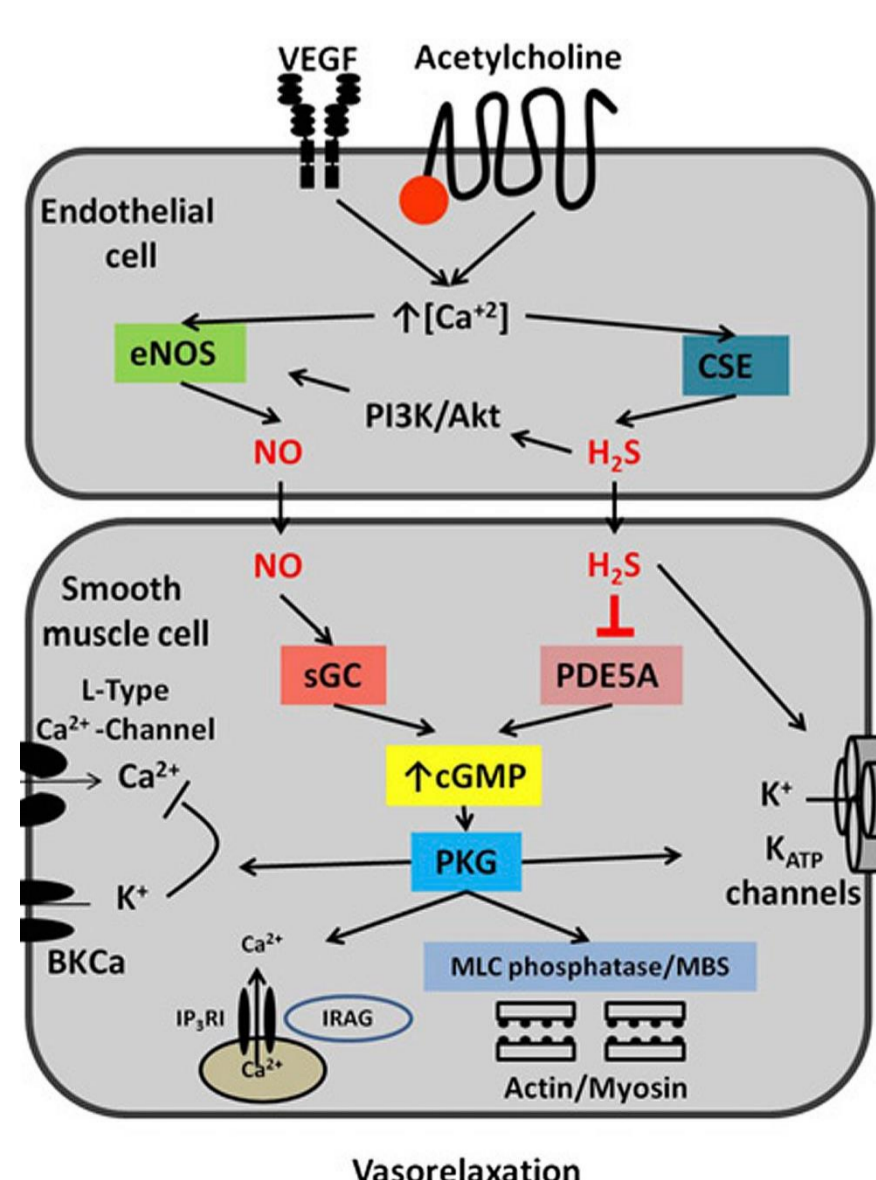 VEGF
Acetylcholine
Endothelial
cell
↑[Ca⁺²]
eNOS
CSE
PI3K/Akt
NO
H₂S
NO
H₂S
Smooth
muscle cell
sGC
PDE5A
L-Type
Ca²⁺ -Channel
↑cGMP
Ca²⁺
K⁺
PKG
K_ATP
channels
K⁺
BKCa
Ca²⁺
MLC phosphatase/MBS
IP₃RI
IRAG
Ca²⁺
Actin/Myosin
Vasorelaxation